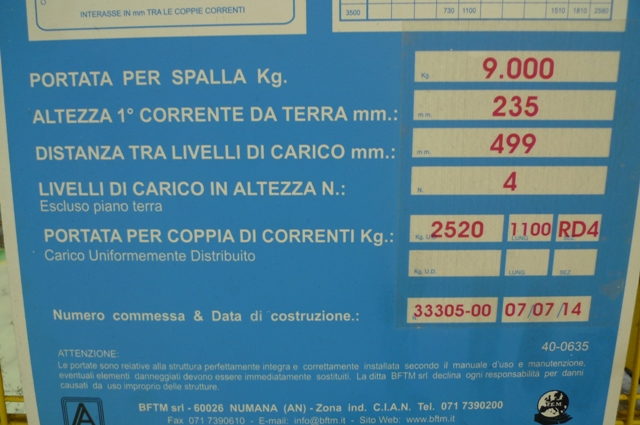 INTERASSE IN mm TRA LE COPPIE CORRENTI
3500 730 1100 1510 1810 2580
PORTATA PER SPALLA Kg. Kg. 9.000
ALTEZZA 1° CORRENTE DA TERRA mm.: mm. 235
DISTANZA TRA LIVELLI DI CARICO mm.: mm. 499
LIVELLI DI CARICO IN ALTEZZA N.: N. 4
Escluso piano terra
PORTATA PER COPPIA DI CORRENTI Kg.: 2520 1100 RD4
Carico Uniformemente Distribuito Kg. U.D. LUNG. SEZ.
Numero commessa & Data di costruzione.: 33305-00 07/07/14
40-0635
ATTENZIONE:
Le portate sono relative alla struttura perfettamente integra e correttamente installata secondo il manuale d'uso e manutenzione,
eventuali elementi danneggiati devono essere immediatamente sostituiti. La ditta BFTM srl declina ogni responsabilità per danni
causati da uso improprio delle strutture.
BFTM srl - 60026 NUMANA (AN) - Zona ind. C.I.A.N. Tel. 071 7390200
Fax 071 7390610 - E-mail: info@bftm.it - Sito Web: www.bftm.it